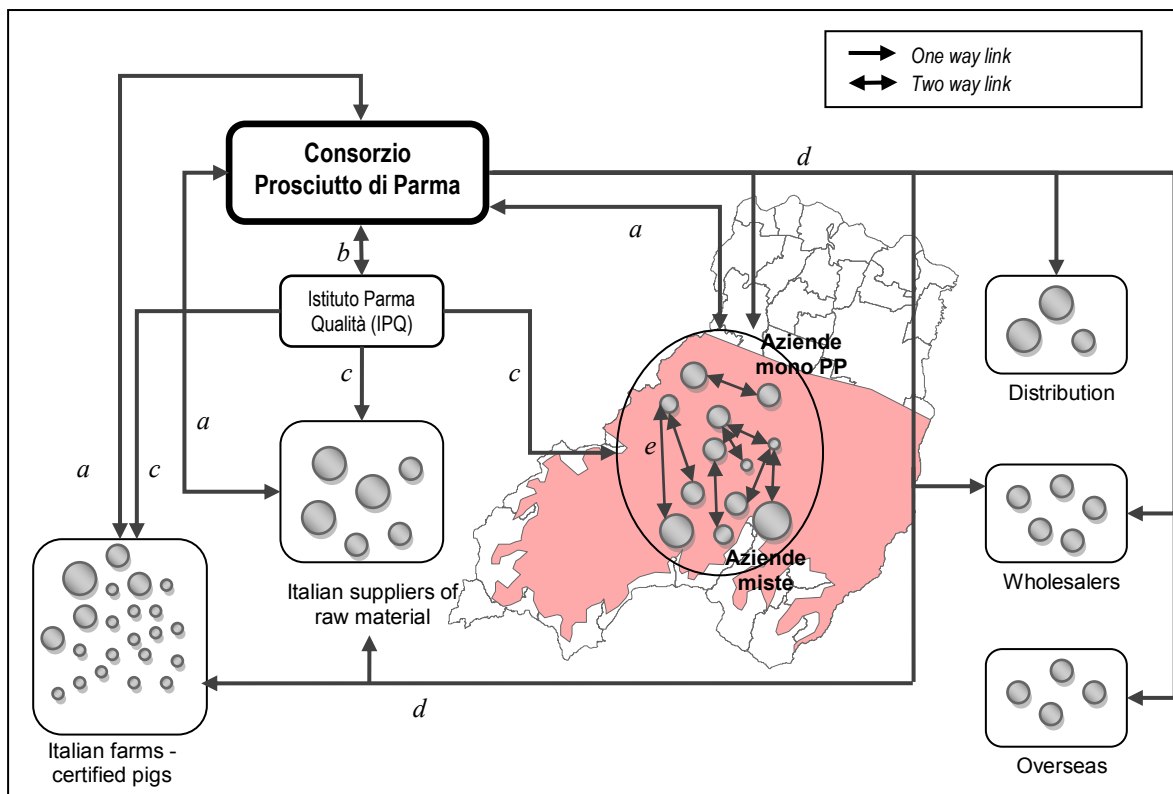 One way link
Two way link
Consorzio
Prosciutto di Parma
d
a
b
Istituto Parma
Qualità (IPQ)
Aziende
mono PP
c
c
Distribution
a
e
a
c
Aziende
miste
Wholesalers
Italian suppliers of
raw material
d
Italian farms -
certified pigs
Overseas